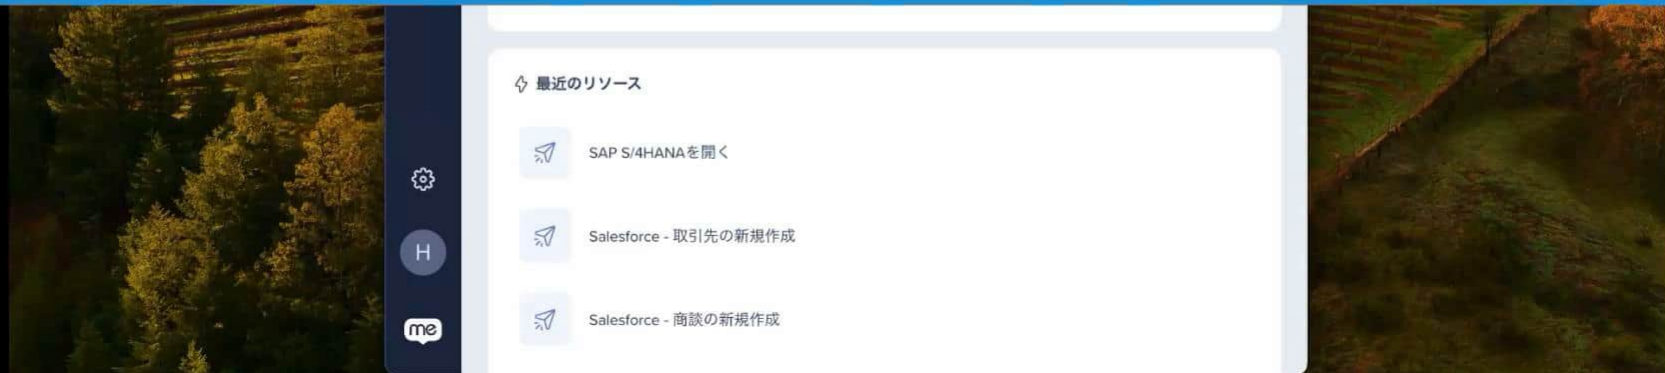 最近のリソース
SAP S/4HANAを開く
Salesforce - 取引先の新規作成
H
Salesforce - 商談の新規作成
me